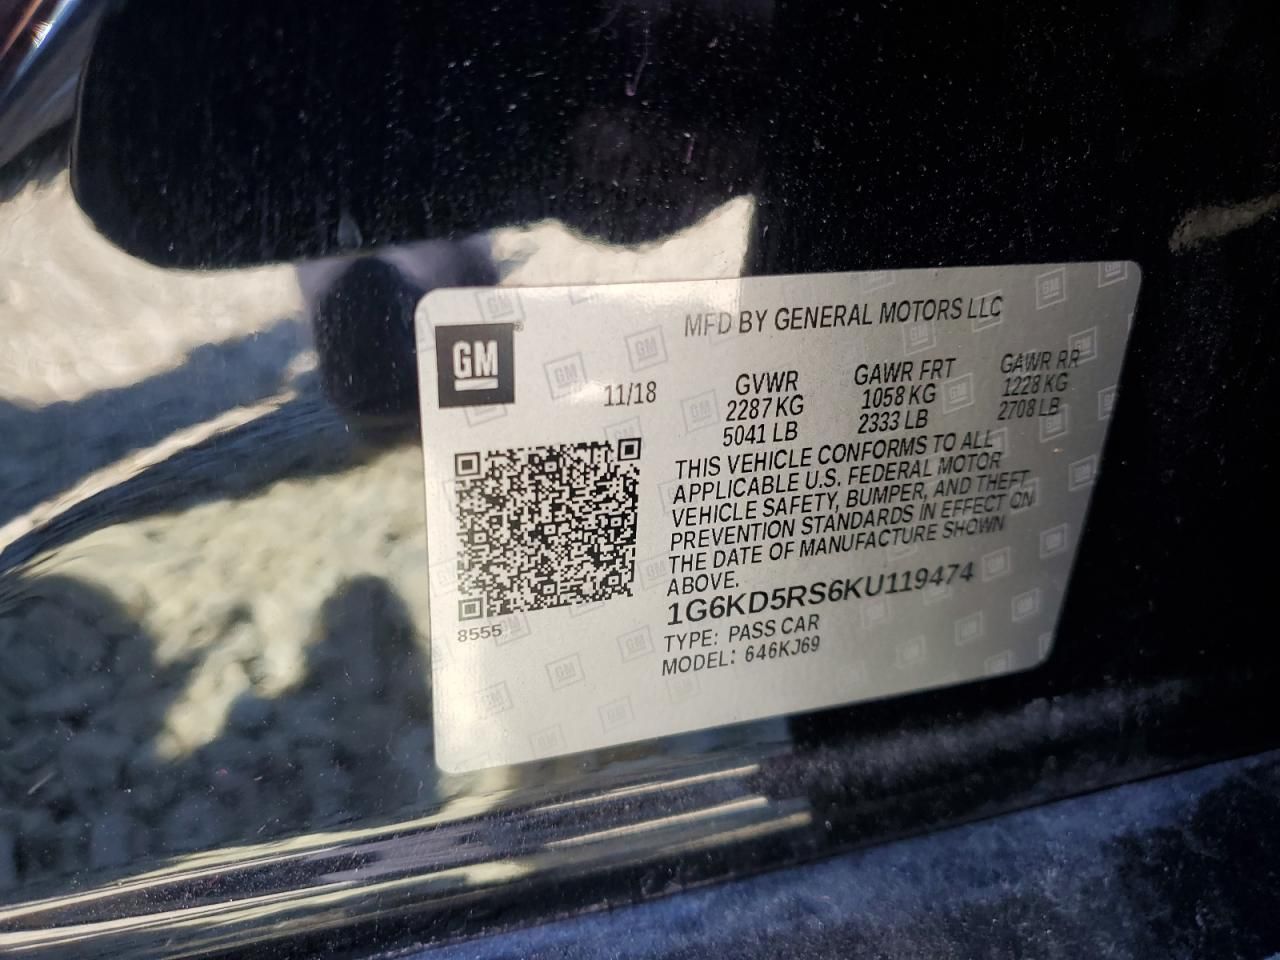 MFD BY GENERAL MOTORS LLC
GM
11/18
GVWR GAWR FRT GAWR RR
2287 KG 1058 KG 1228 KG
5041 LB 2333 LB 2708 LB
THIS VEHICLE CONFORMS TO ALL
APPLICABLE U.S. FEDERAL MOTOR
VEHICLE SAFETY, BUMPER, AND THEFT
PREVENTION STANDARDS IN EFFECT ON
THE DATE OF MANUFACTURE SHOWN
ABOVE.
1G6KD5RS6KU119474
8555
TYPE: PASS CAR
MODEL: 646KJ69